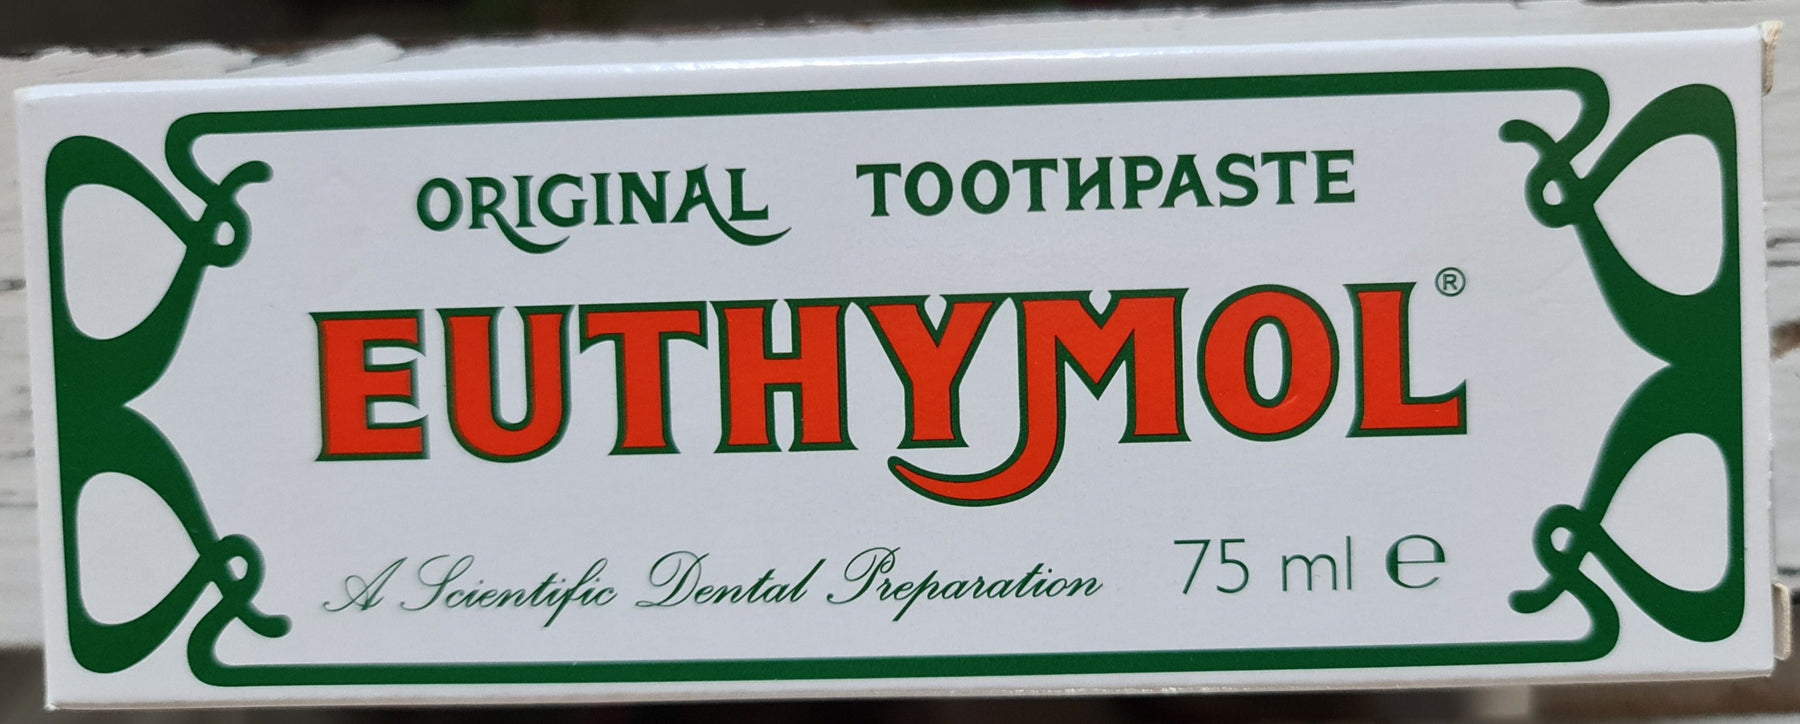 ORIGINAL TOOTHPASTE
EUTHYMOL®
A Scientific Dental Preparation 75 ml ℮